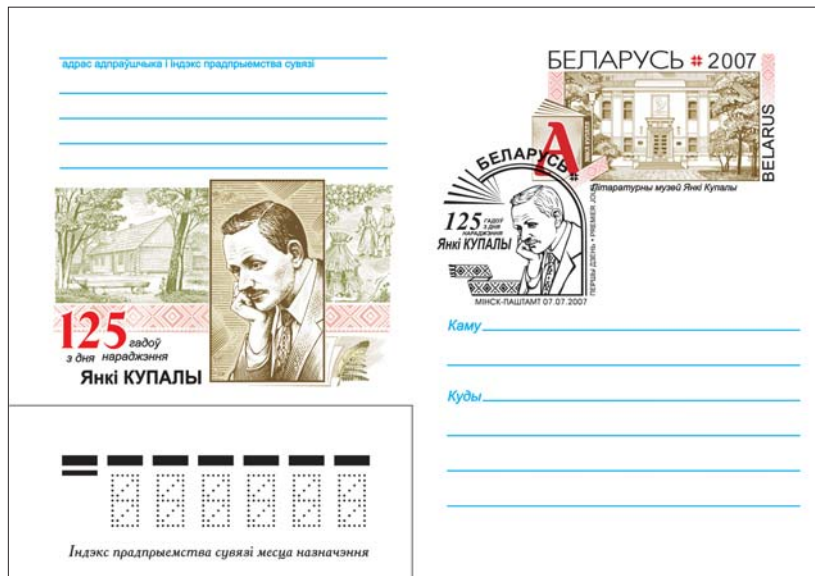 адрас адпраўшчыка і індэкс прадпрыемства сувязі
БЕЛАРУСЬ 2007
BELARUS
А
Літаратурны музей Янкі Купалы
БЕЛАРУСЬ
125 ГАДОЎ
З ДНЯ
НАРАДЖЭННЯ
Янкі КУПАЛЫ
ПЕРШЫ ДЗЕНЬ • PREMIER JOUR
МІНСК-ПАШТАМТ 07.07.2007
125 гадоў
з дня нараджэння
Янкі КУПАЛЫ
Каму
Куды
Індэкс прадпрыемства сувязі месца назначэння